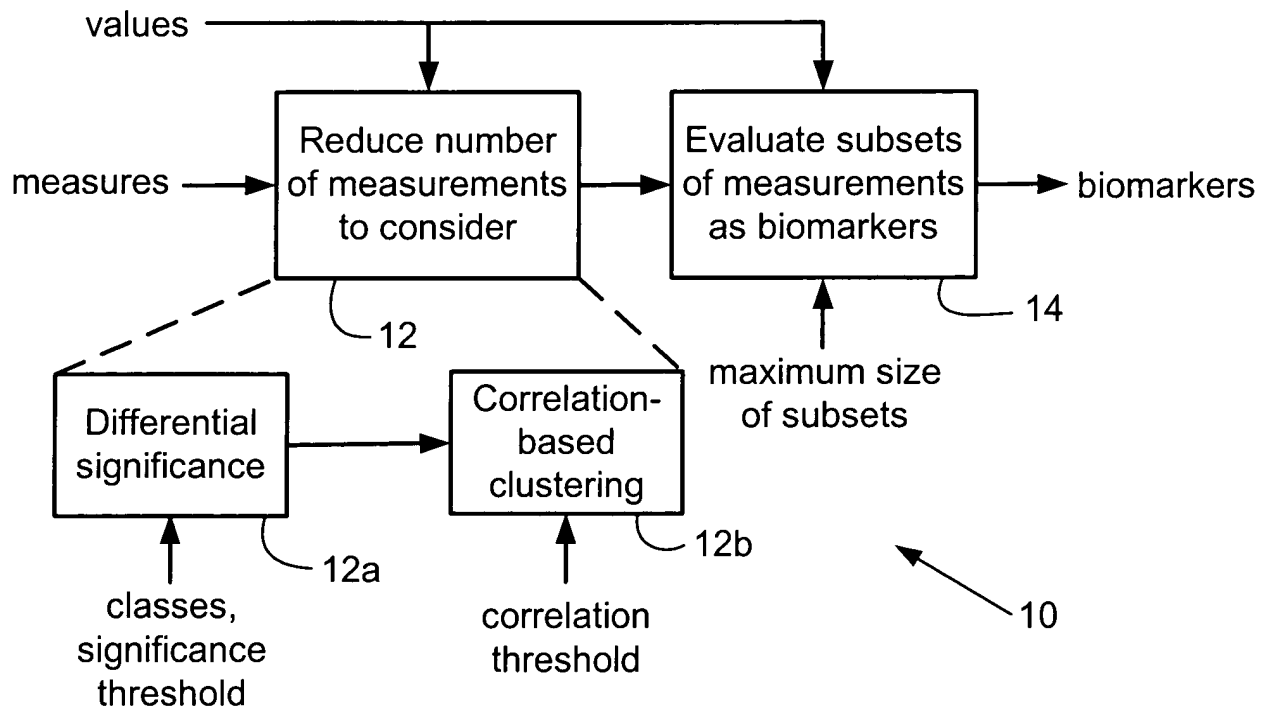 values
Reduce number
of measurements
to consider
Evaluate subsets
of measurements
as biomarkers
measures
biomarkers
12
14
maximum size
of subsets
Differential
significance
Correlation-
based
clustering
12a
12b
classes,
significance
threshold
correlation
threshold
10